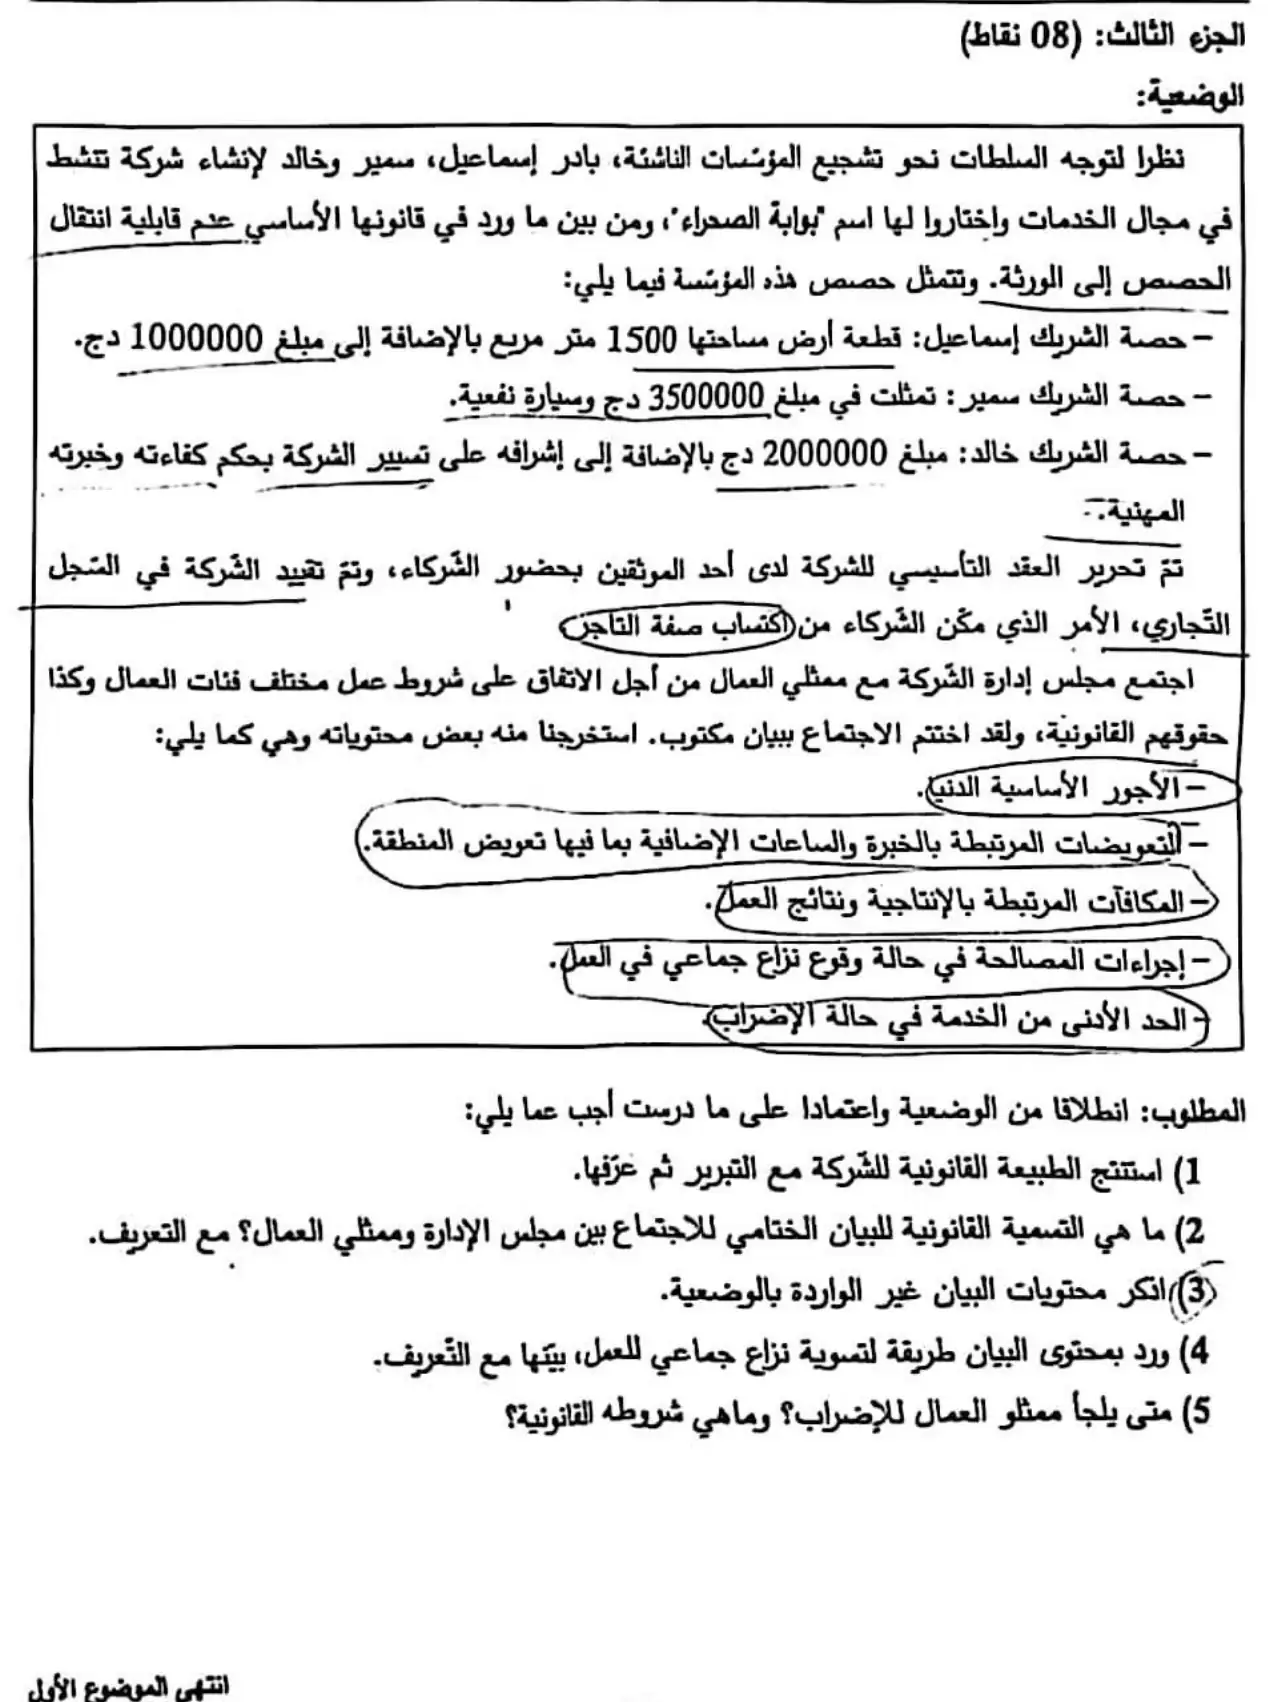 الجزء الثالث: (08 نقاط)
الوضعية:
نظرا لتوجه السلطات نحو تشجيع المؤسّسات الناشئة، بادر إسماعيل، سمير وخالد لإنشاء شركة تنشط
في مجال الخدمات واختاروا لها اسم "بوابة الصحراء"، ومن بين ما ورد في قانونها الأساسي عدم قابلية انتقال
الحصص إلى الورثة. وتتمثل حصص هذه المؤسّسة فيما يلي:
– حصة الشريك إسماعيل: قطعة أرض مساحتها 1500 متر مربع بالإضافة إلى مبلغ 1000000 دج.
– حصة الشريك سمير: تمثلت في مبلغ 3500000 دج وسيارة نفعية.
– حصة الشريك خالد: مبلغ 2000000 دج بالإضافة إلى إشرافه على تسيير الشركة بحكم كفاءته وخبرته
المهنية.
تمّ تحرير العقد التأسيسي للشركة لدى أحد الموثقين بحضور الشّركاء، وتمّ تقييد الشّركة في السّجل
التّجاري، الأمر الذي مكّن الشّركاء من اكتساب صفة التاجر.
اجتمع مجلس إدارة الشّركة مع ممثلي العمال من أجل الاتفاق على شروط عمل مختلف فئات العمال وكذا
حقوقهم القانونية، ولقد اختتم الاجتماع ببيان مكتوب. استخرجنا منه بعض محتوياته وهي كما يلي:
– الأجور الأساسية الدنيا.
– التعويضات المرتبطة بالخبرة والساعات الإضافية بما فيها تعويض المنطقة.
– المكافآت المرتبطة بالإنتاجية ونتائج العمل.
– إجراءات المصالحة في حالة وقوع نزاع جماعي في العمل.
– الحد الأدنى من الخدمة في حالة الإضراب.
المطلوب: انطلاقا من الوضعية واعتمادا على ما درست أجب عما يلي:
1) استنتج الطبيعة القانونية للشّركة مع التبرير ثم عرّفها.
2) ما هي التسمية القانونية للبيان الختامي للاجتماع بين مجلس الإدارة وممثلي العمال؟ مع التعريف.
3) اذكر محتويات البيان غير الواردة بالوضعية.
4) ورد بمحتوى البيان طريقة لتسوية نزاع جماعي للعمل، بيّنها مع التّعريف.
5) متى يلجأ ممثلو العمال للإضراب؟ وماهي شروطه القانونية؟
انتهى الموضوع الأول